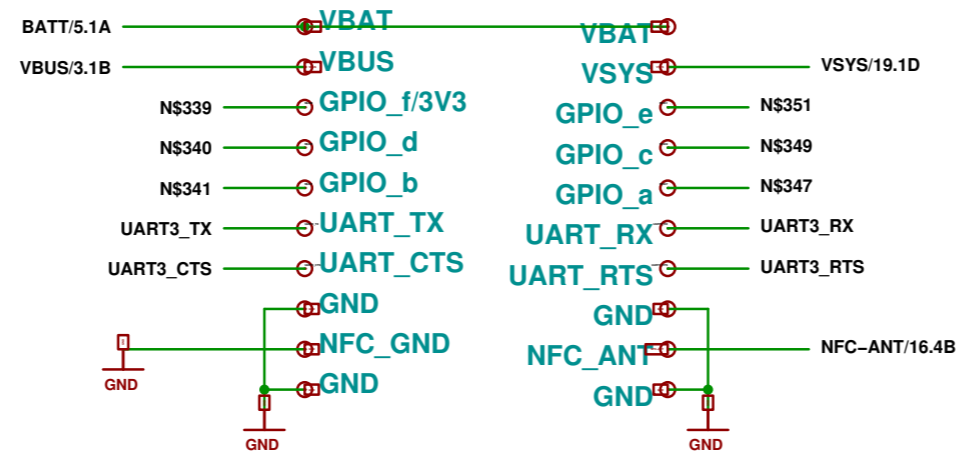 BATT/5.1A VBAT VBAT
VBUS/3.1B VBUS VSYS VSYS/19.1D
N$339 GPIO_f/3V3 GPIO_e N$351
N$340 GPIO_d GPIO_c N$349
N$341 GPIO_b GPIO_a N$347
UART3_TX UART_TX UART_RX UART3_RX
UART3_CTS UART_CTS UART_RTS UART3_RTS
GND GND
NFC_GND NFC_ANT NFC−ANT/16.4B
GND GND GND
GND GND